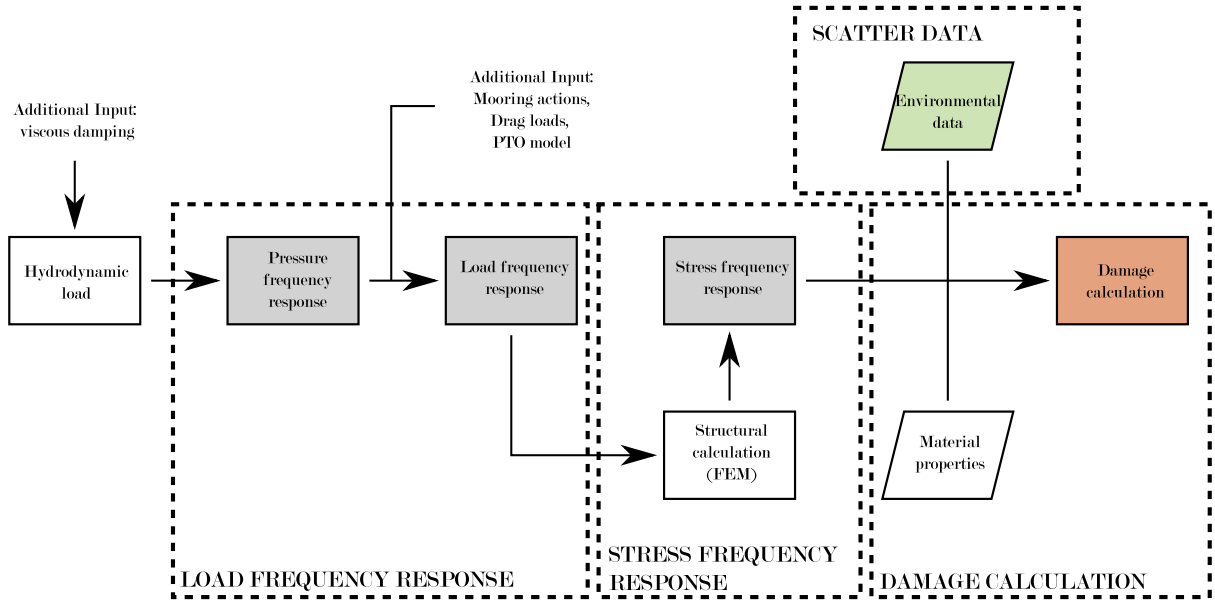 SCATTER DATA
Environmental
data
Additional Input:
viscous damping
Additional Input:
Mooring actions,
Drag loads,
PTO model
Hydrodynamic
load
Pressure
frequency
response
Load frequency
response
Stress frequency
response
Damage
calculation
Structural
calculation
(FEM)
Material
properties
LOAD FREQUENCY RESPONSE
STRESS FREQUENCY
RESPONSE
DAMAGE CALCULATION